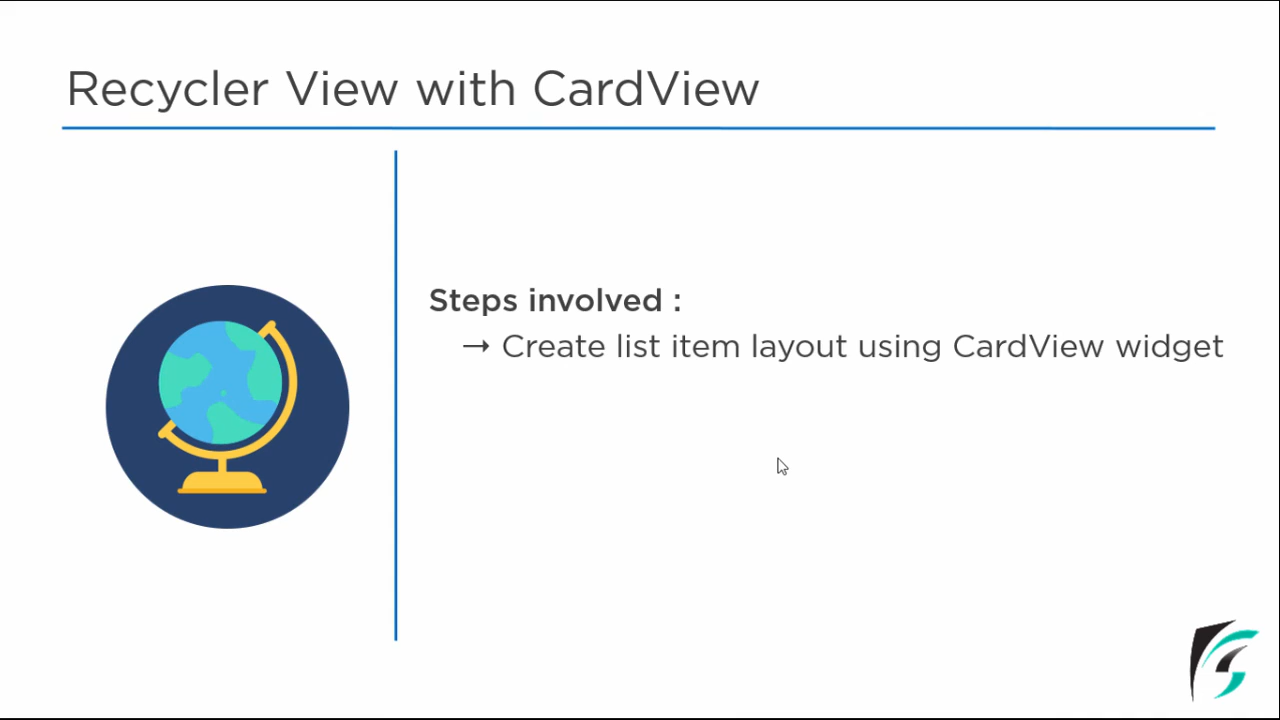 Recycler View with CardView
Steps involved :
→ Create list item layout using CardView widget